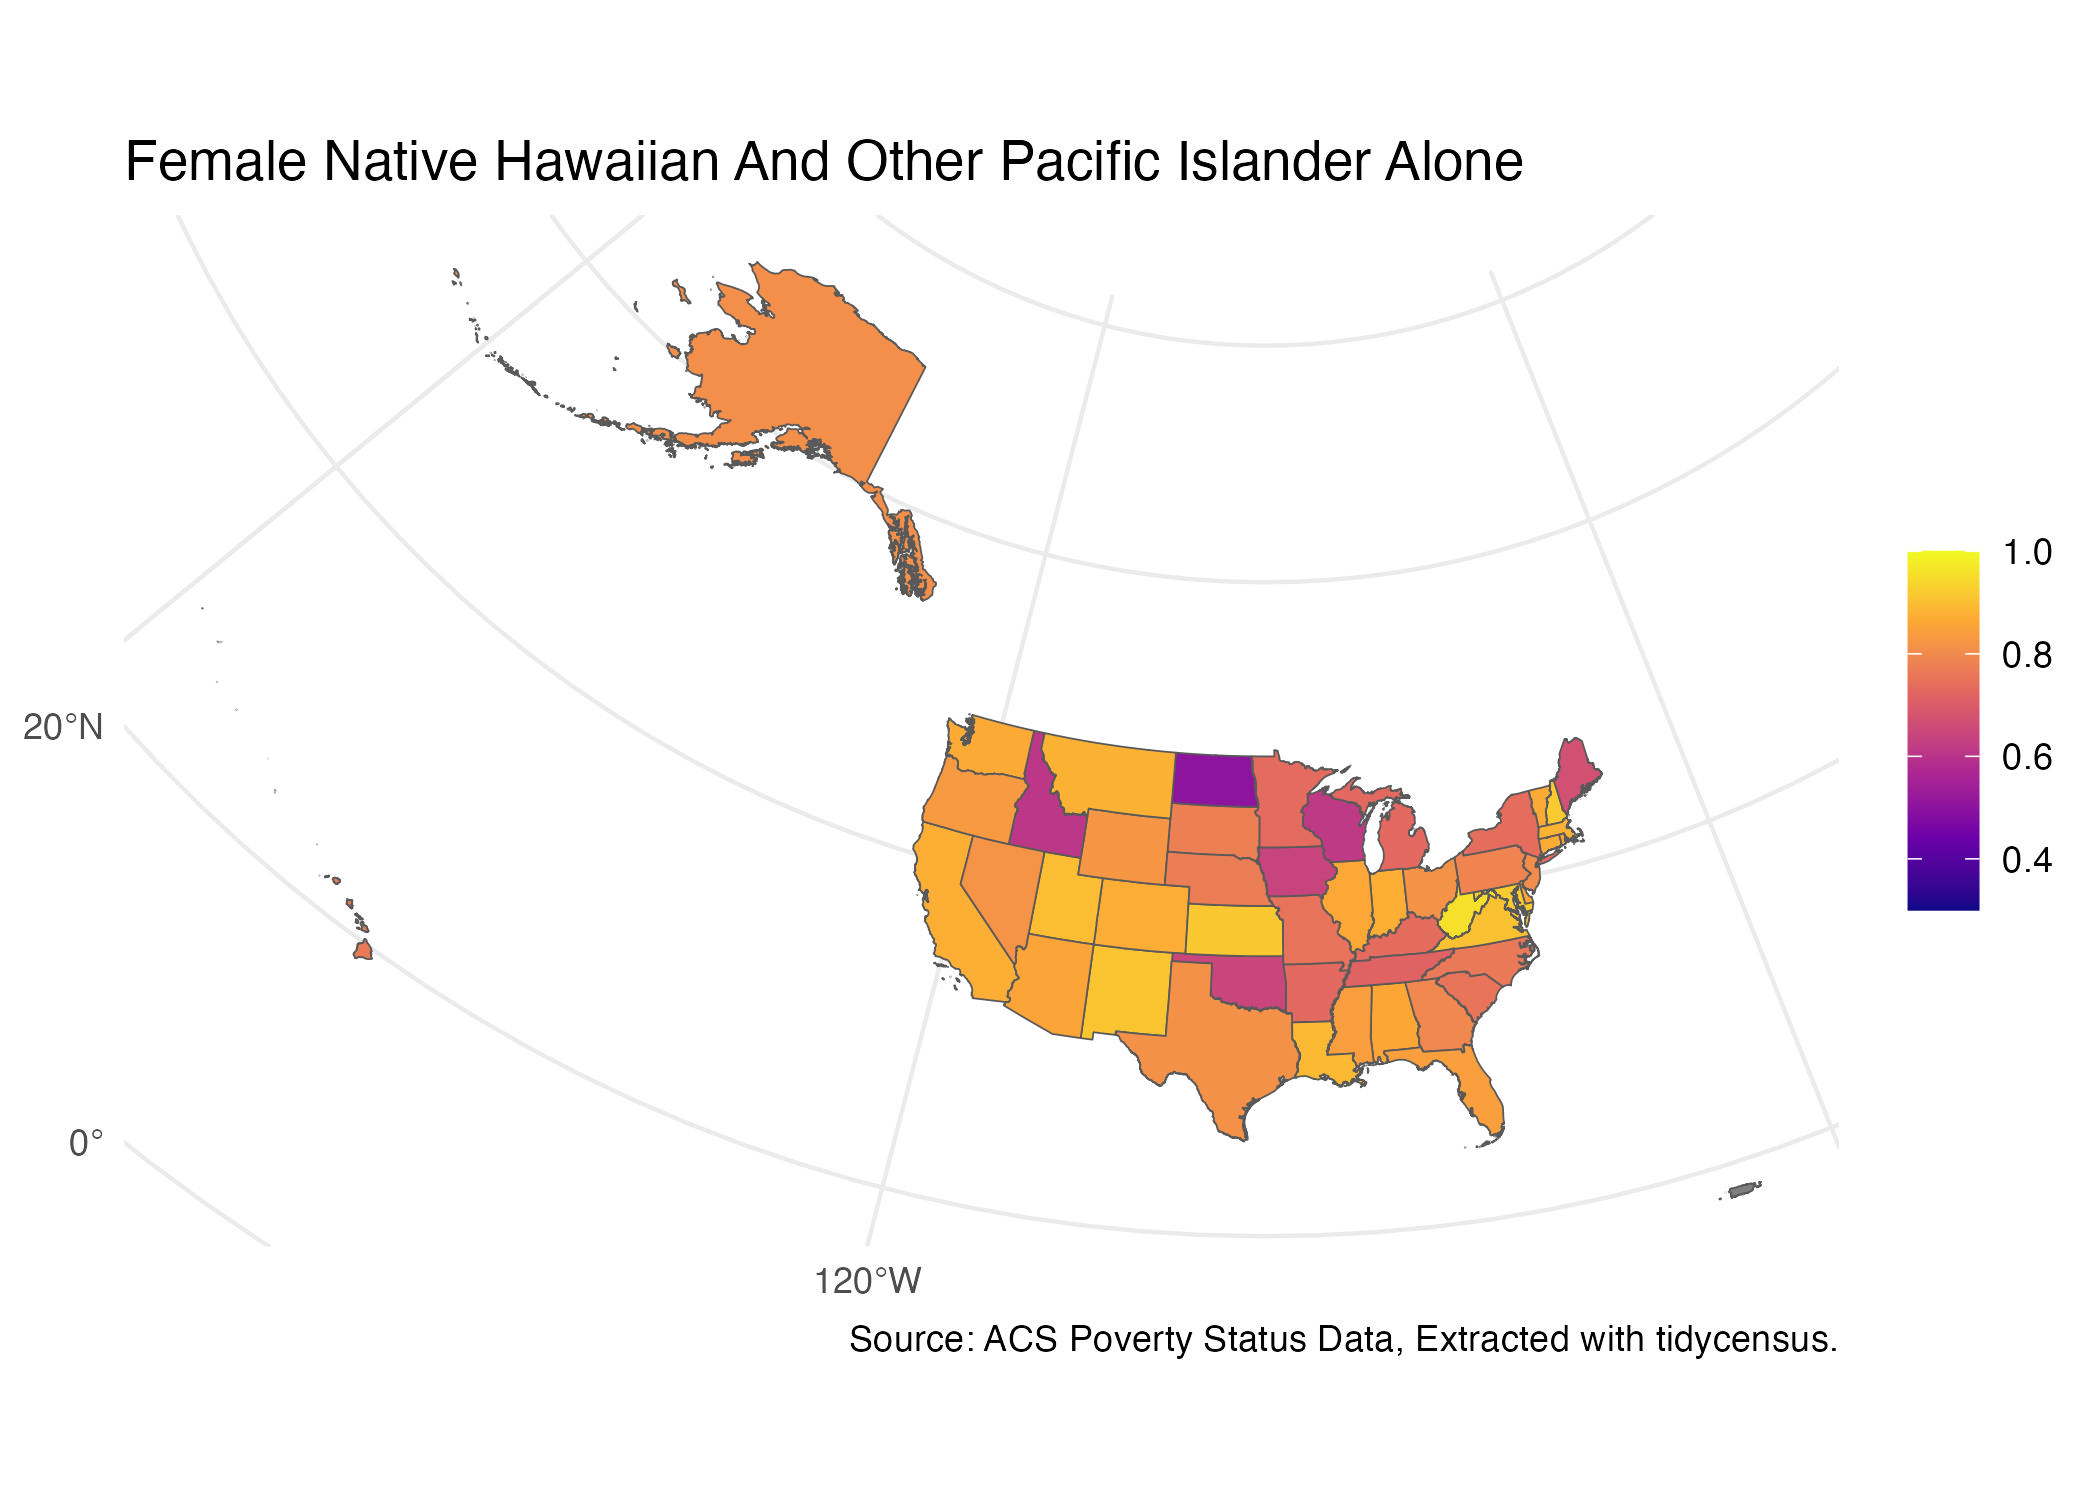 Female Native Hawaiian And Other Pacific Islander Alone
1.0
0.8
0.6
0.4
20°N
0°
120°W
Source: ACS Poverty Status Data, Extracted with tidycensus.